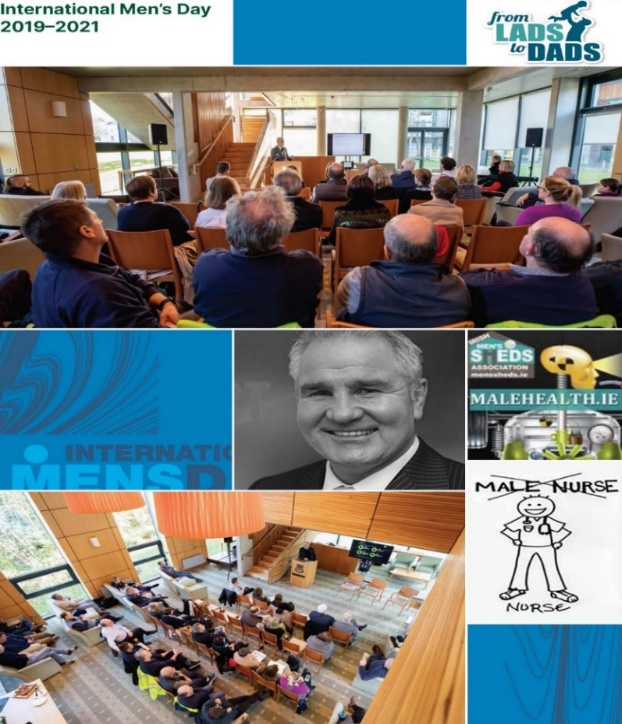 International Men's Day
2019–2021
from
LADS
to
DADS
IRISH
MEN'S
SHEDS
ASSOCIATION
menssheds.ie
MALEHEALTH.IE
INTERNATIO
MENSD
MALE NURSE
NURSE